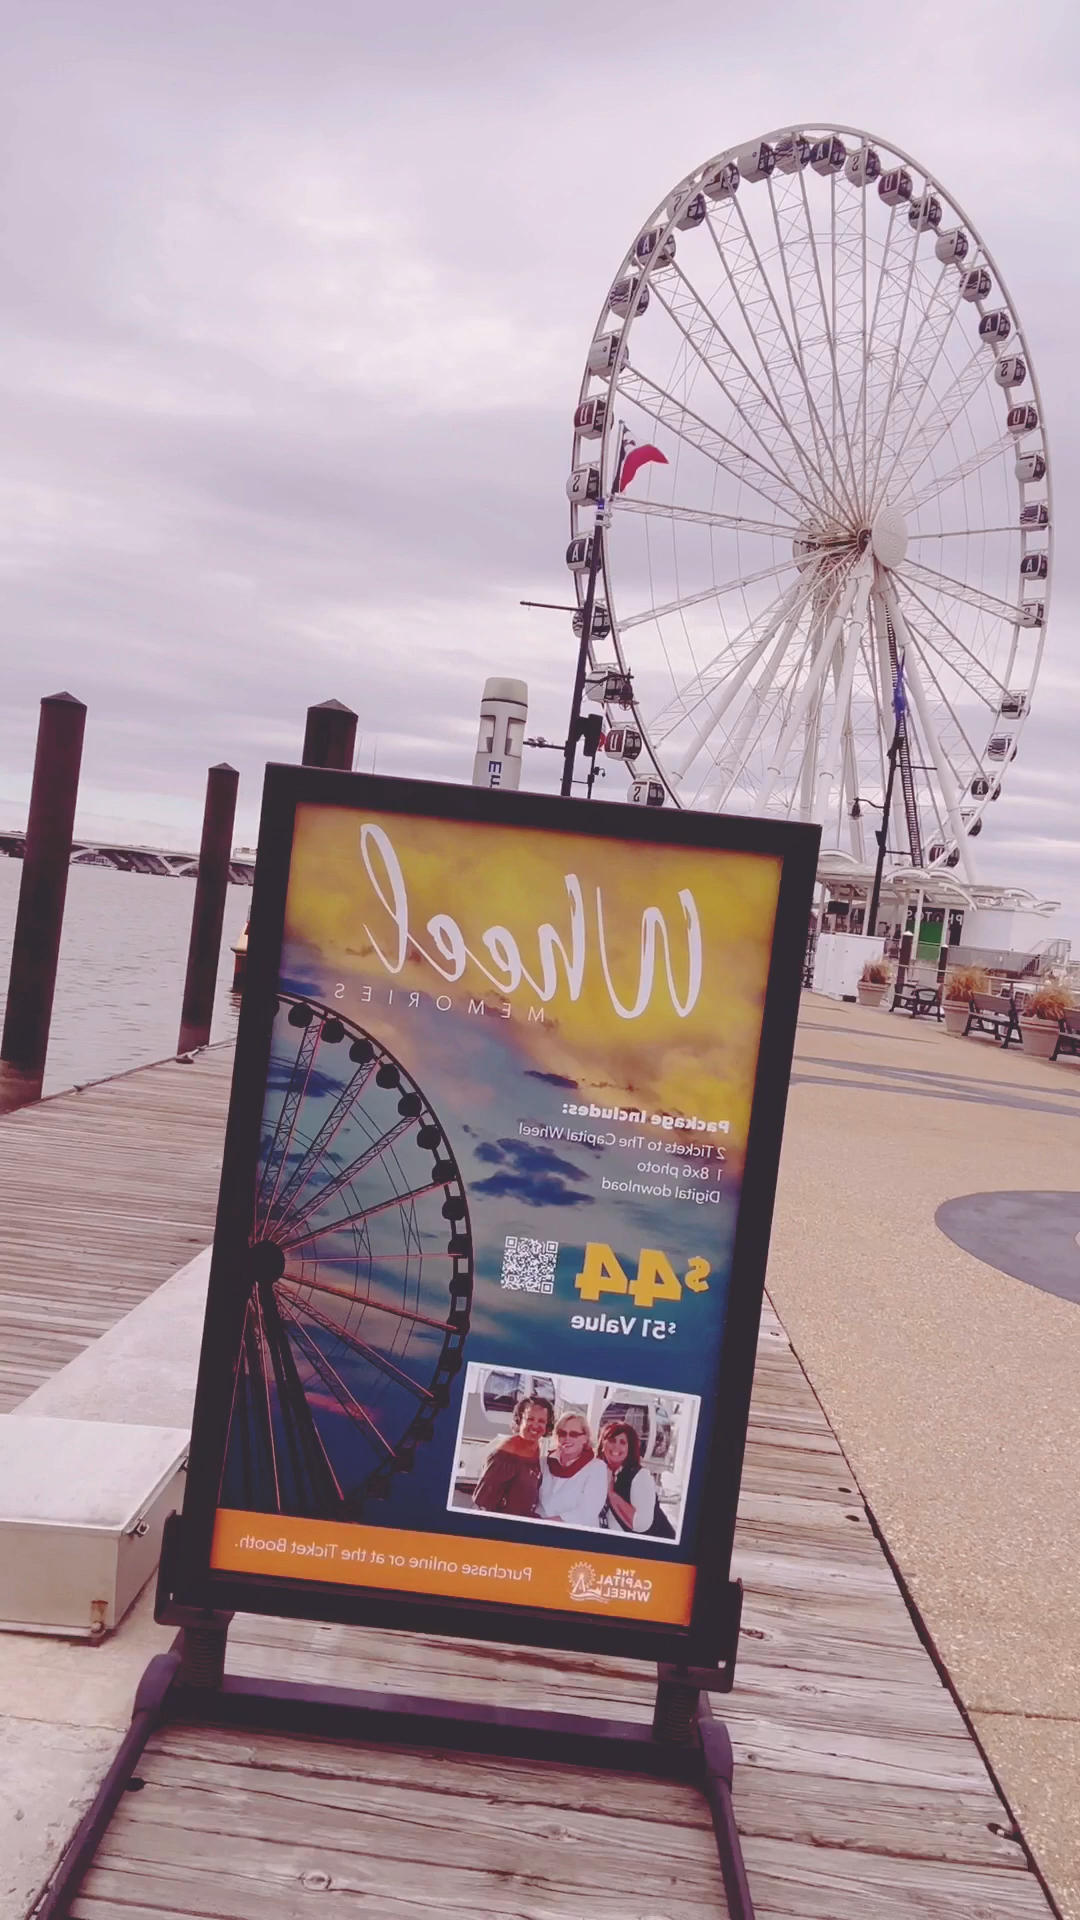 Wheel
MEMORIES
Package Includes:
2 Tickets to The Capital Wheel
1 8x6 photo
Digital download
$44
$51 Value
THE
CAPITAL
WHEEL
Purchase online or at the Ticket Booth.
PHOTOS